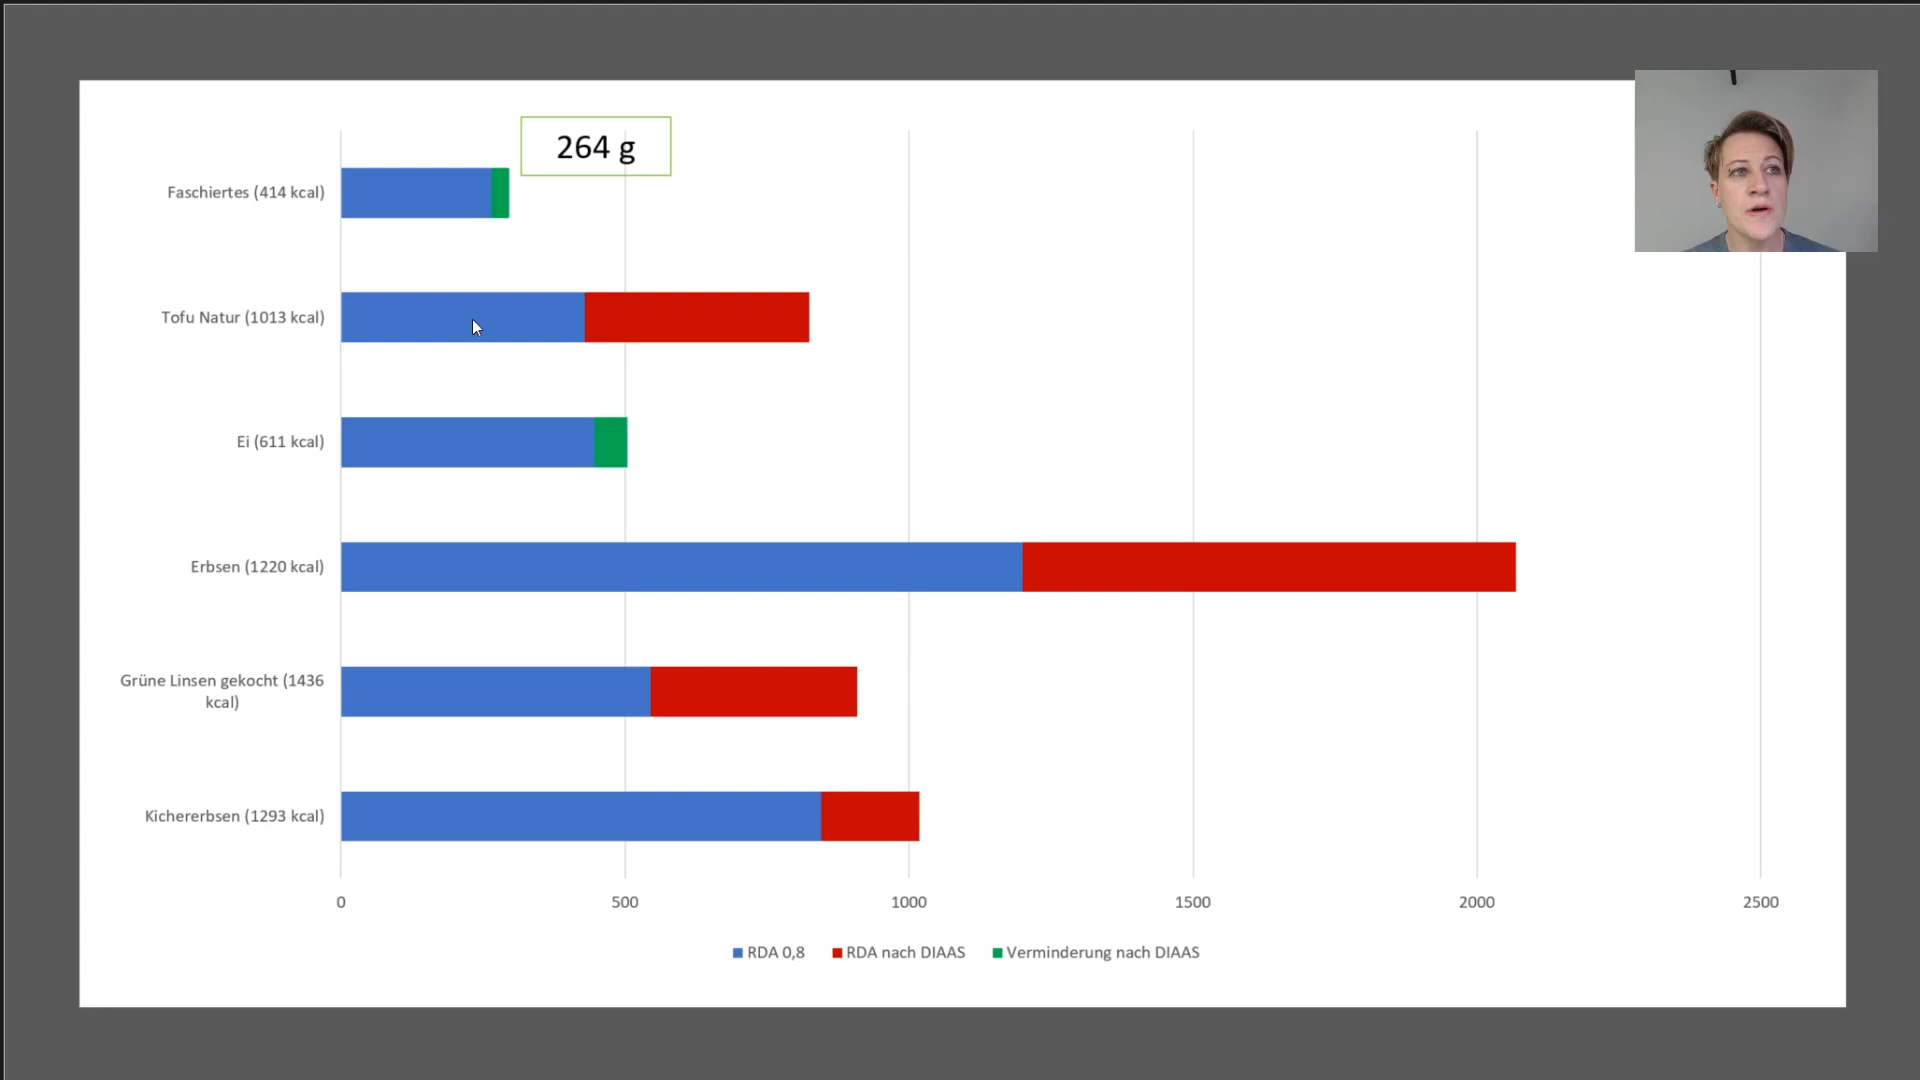 264 g
Faschiertes (414 kcal)
Tofu Natur (1013 kcal)
Ei (611 kcal)
Erbsen (1220 kcal)
Grüne Linsen gekocht (1436
kcal)
Kichererbsen (1293 kcal)
0 500 1000 1500 2000 2500
RDA 0,8 RDA nach DIAAS Verminderung nach DIAAS